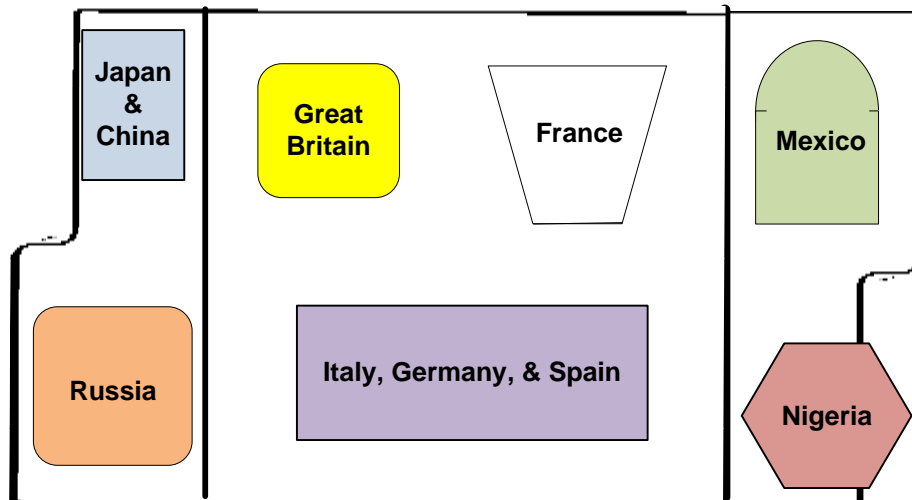 Japan
&
China
Great
Britain
France
Mexico
Russia
Italy, Germany, & Spain
Nigeria